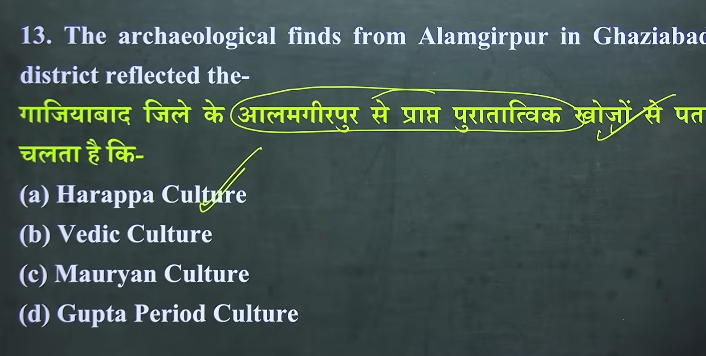 13. The archaeological finds from Alamgirpur in Ghaziabad
district reflected the-
गाजियाबाद जिले के आलमगीरपुर से प्राप्त पुरातात्विक खोजों से पत
चलता है कि-
(a) Harappa Culture
(b) Vedic Culture
(c) Mauryan Culture
(d) Gupta Period Culture